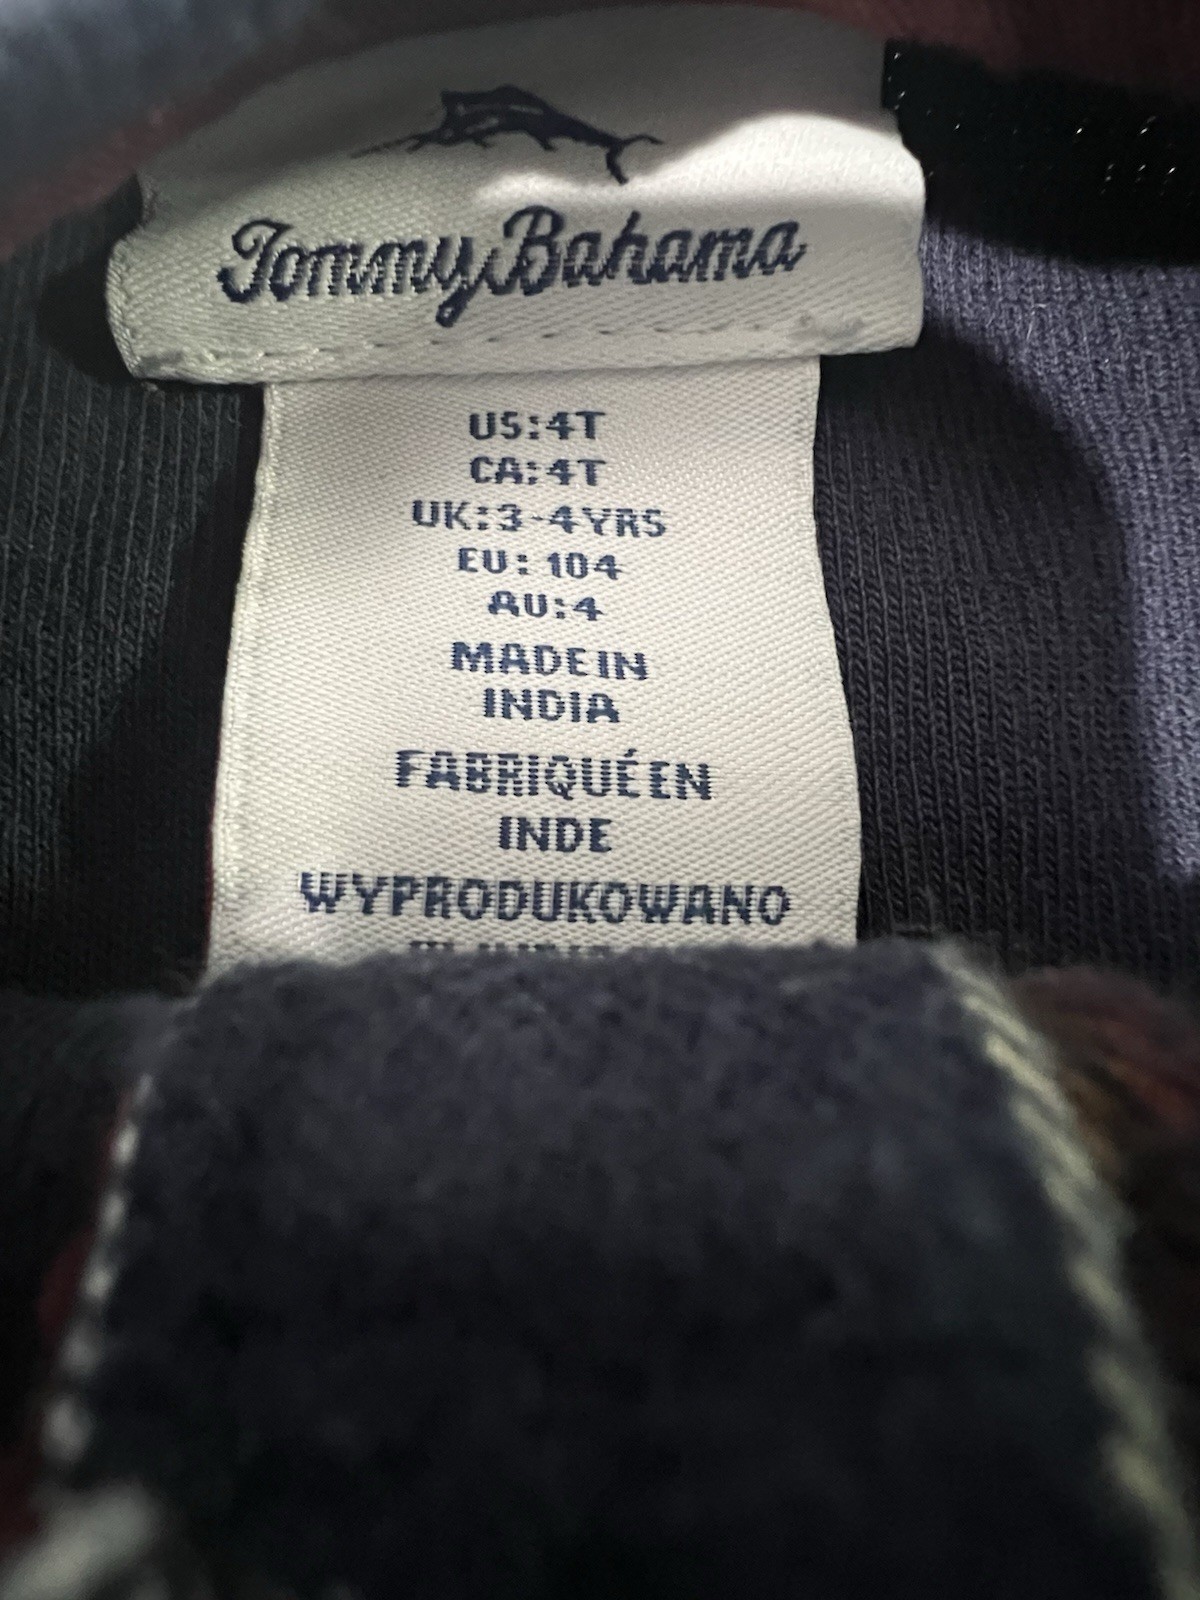 Tommy Bahama
US:4T
CA:4T
UK:3-4YRS
EU: 104
AU:4
MADE IN
INDIA
FABRIQUÉ EN
INDE
WYPRODUKOWANO